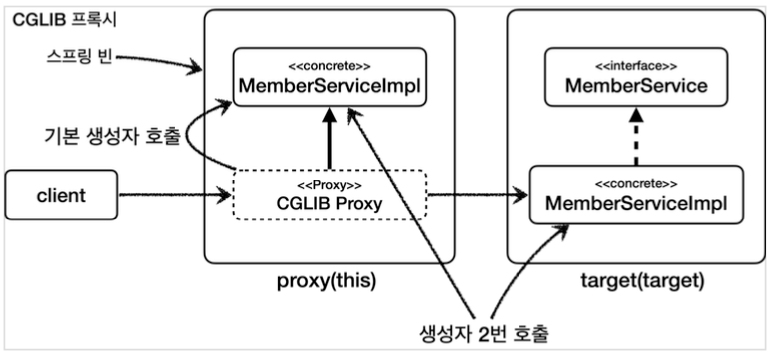 CGLIB 프록시
스프링 빈
<<concrete>>
MemberServiceImpl
<<interface>>
MemberService
기본 생성자 호출
client
<<Proxy>>
CGLIB Proxy
<<concrete>>
MemberServiceImpl
proxy(this)
target(target)
생성자 2번 호출